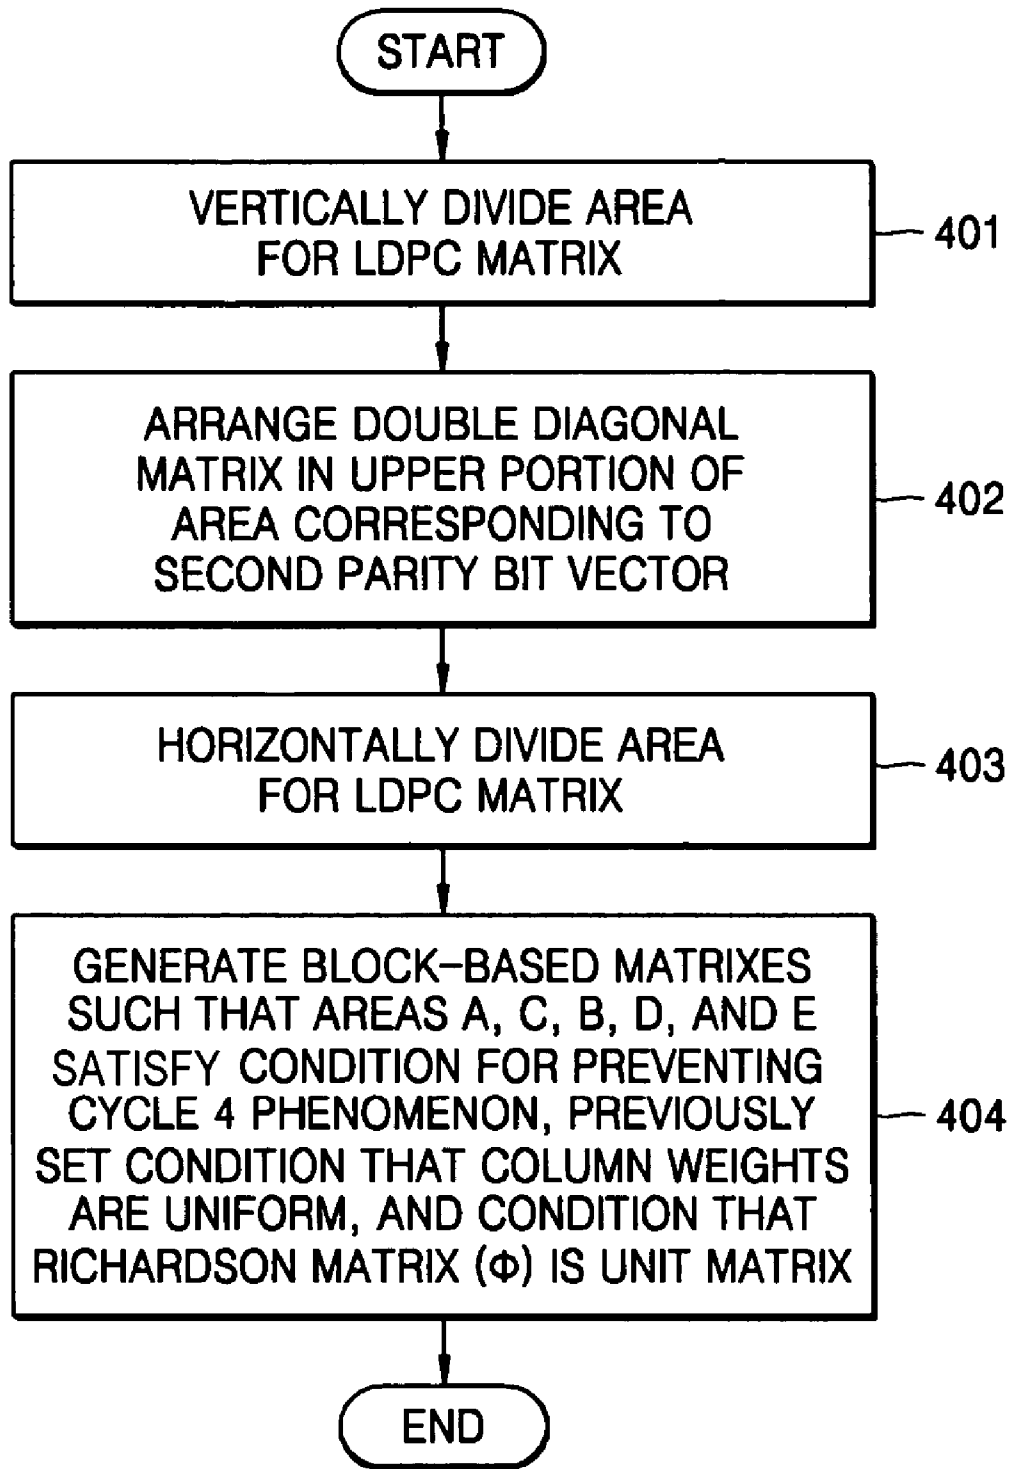 START
VERTICALLY DIVIDE AREA
FOR LDPC MATRIX
401
ARRANGE DOUBLE DIAGONAL
MATRIX IN UPPER PORTION OF
AREA CORRESPONDING TO
SECOND PARITY BIT VECTOR
402
HORIZONTALLY DIVIDE AREA
FOR LDPC MATRIX
403
GENERATE BLOCK-BASED MATRIXES
SUCH THAT AREAS A, C, B, D, AND E
SATISFY CONDITION FOR PREVENTING
CYCLE 4 PHENOMENON, PREVIOUSLY
SET CONDITION THAT COLUMN WEIGHTS
ARE UNIFORM, AND CONDITION THAT
RICHARDSON MATRIX (Φ) IS UNIT MATRIX
404
END